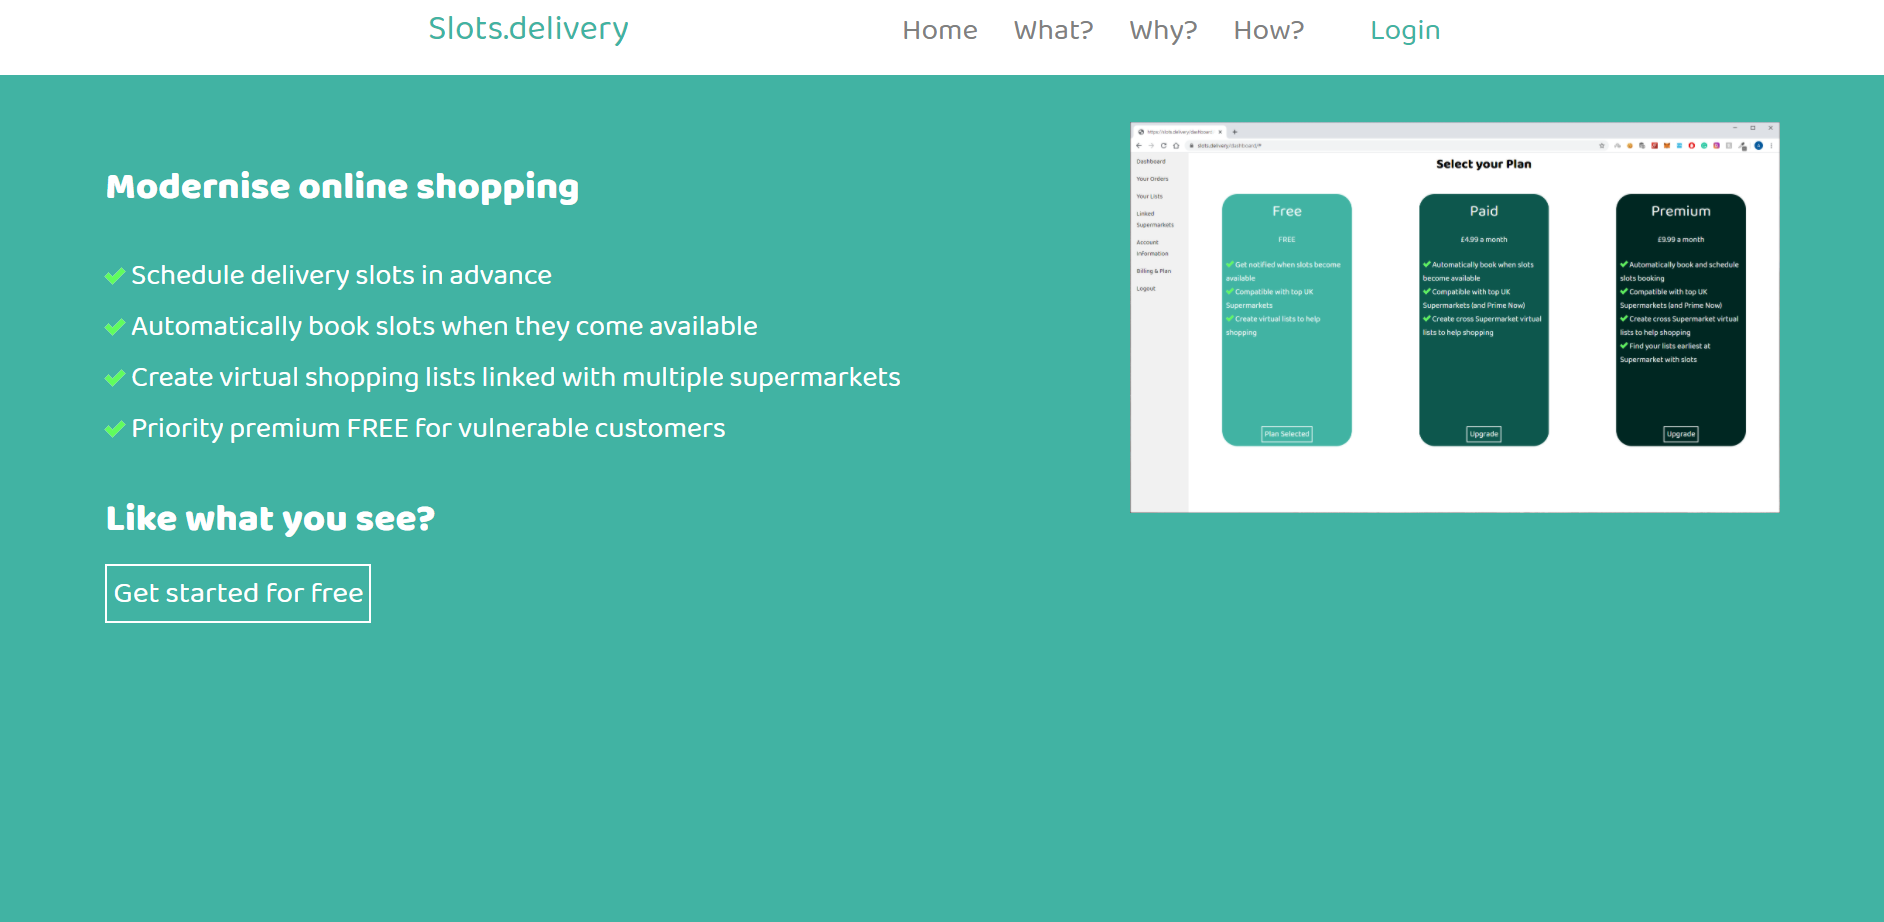 Slots.delivery
Home What? Why? How? Login
Modernise online shopping
Schedule delivery slots in advance
Automatically book slots when they come available
Create virtual shopping lists linked with multiple supermarkets
Priority premium FREE for vulnerable customers
Like what you see?
Get started for free
https://slots.delivery/dashboard/
slots.delivery/dashboard/#
Dashboard
Your Orders
Your Lists
Linked
Supermarkets
Account
Information
Billing & Plan
Logout
Select your Plan
Free
FREE
Get notified when slots become
available
Compatible with top UK
Supermarkets
Create virtual lists to help
shopping
Plan Selected
Paid
£4.99 a month
Automatically book when slots
become available
Compatible with top UK
Supermarkets (and Prime Now)
Create cross Supermarket virtual
lists to help shopping
Upgrade
Premium
£9.99 a month
Automatically book and schedule
slots booking
Compatible with top UK
Supermarkets (and Prime Now)
Create cross Supermarket virtual
lists to help shopping
Find your lists earliest at
Supermarket with slots
Upgrade